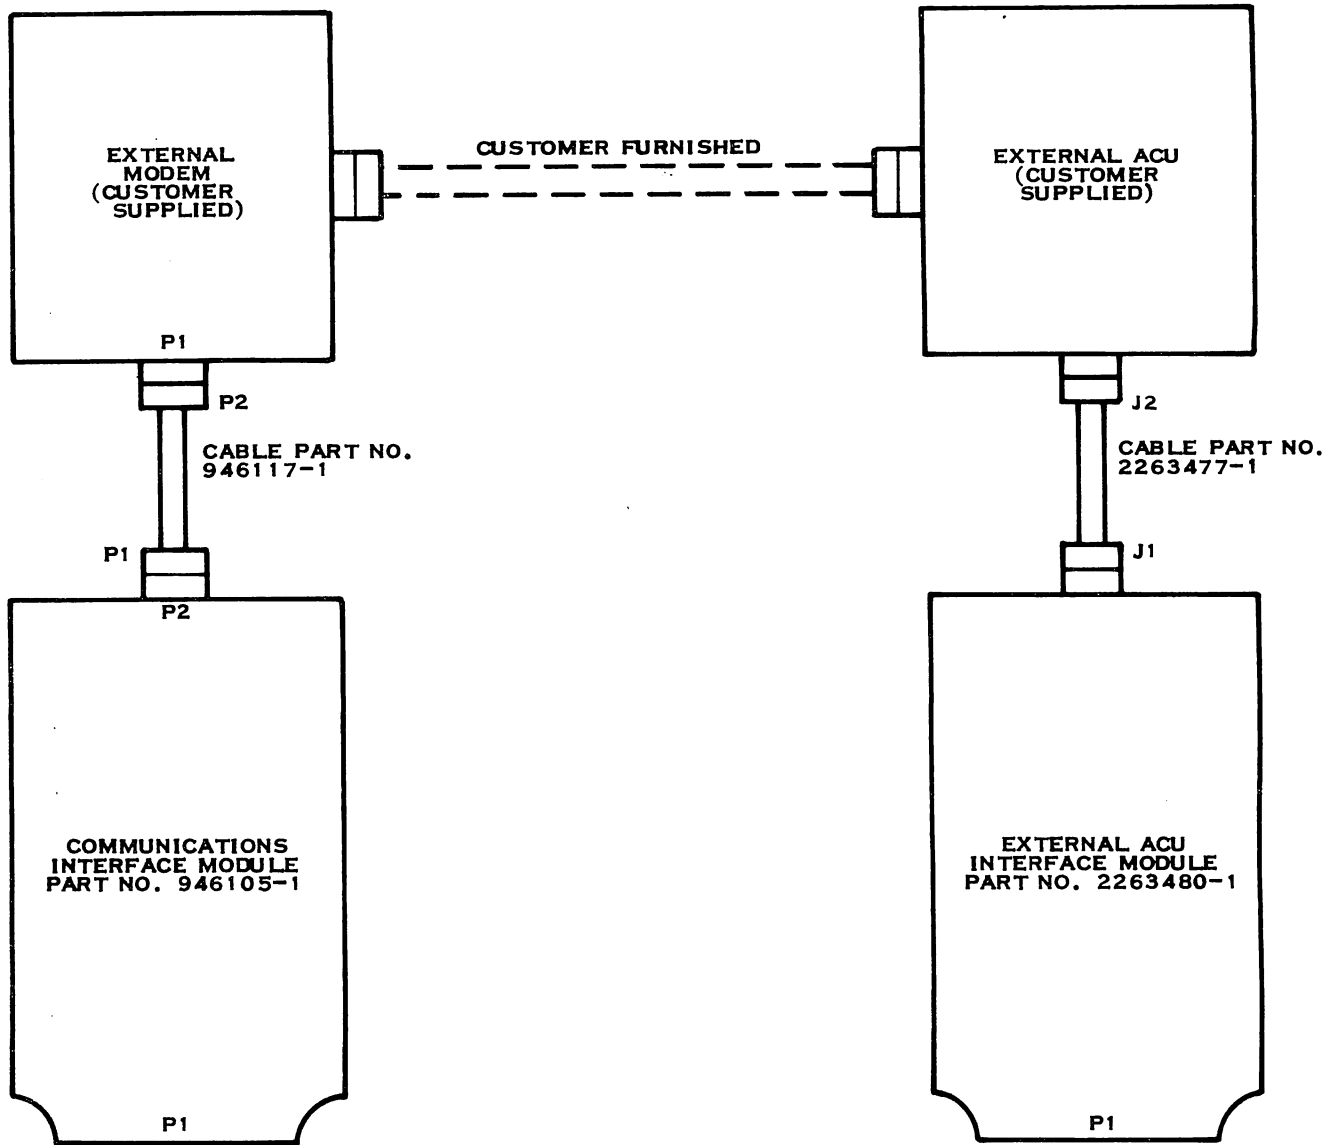 EXTERNAL
MODEM
(CUSTOMER
SUPPLIED)
CUSTOMER FURNISHED
EXTERNAL ACU
(CUSTOMER
SUPPLIED)
P1
P2
J2
CABLE PART NO.
946117-1
CABLE PART NO.
2263477-1
P1
J1
P2
COMMUNICATIONS
INTERFACE MODULE
PART NO. 946105-1
EXTERNAL ACU
INTERFACE MODULE
PART NO. 2263480-1
P1
P1